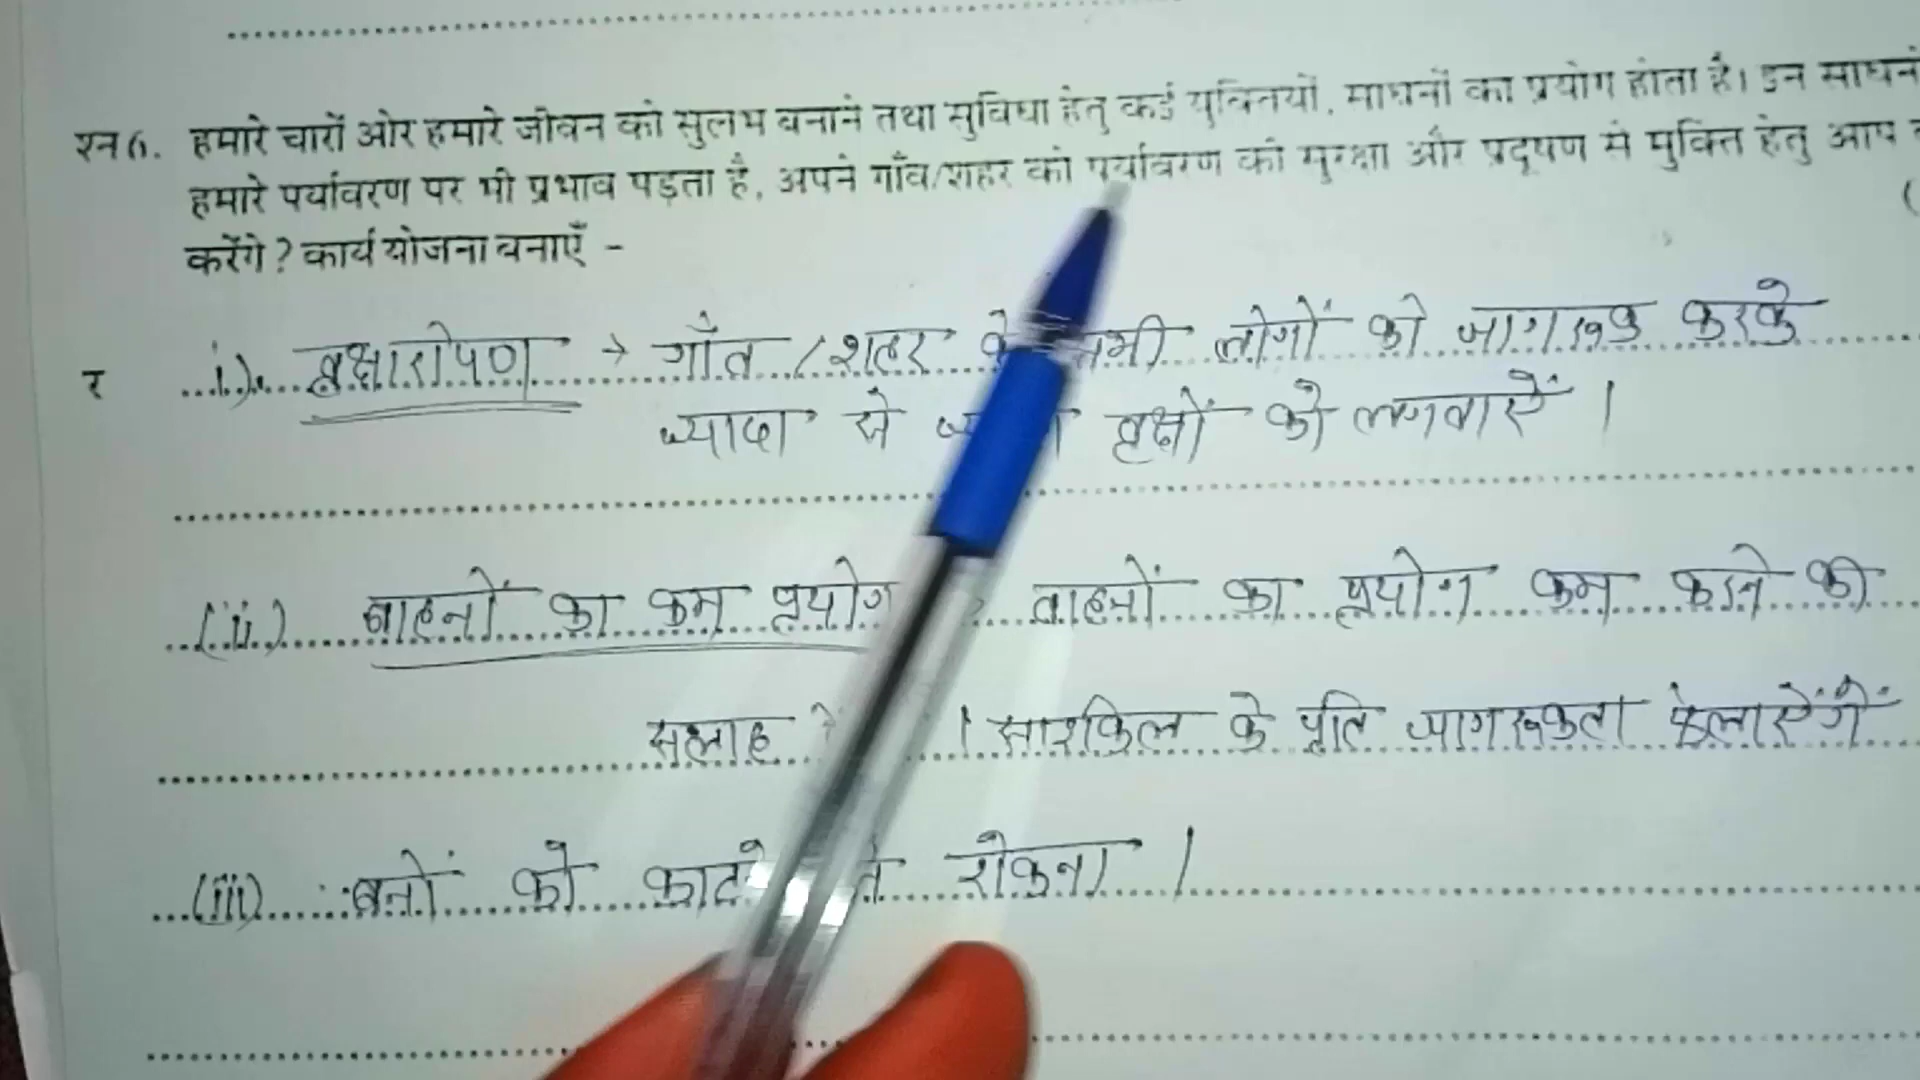 श्न 6. हमारे चारों ओर हमारे जीवन को सुलभ बनाने तथा सुविधा हेतु कई युक्तियों, साधनों का प्रयोग होता है। इन साधनों
हमारे पर्यावरण पर भी प्रभाव पड़ता है, अपने गाँव/शहर की पर्यावरण की सुरक्षा और प्रदूषण से मुक्ति हेतु आप
करेंगे ? कार्य योजना बनाएँ -
र i). वृक्षारोपण → गाँव / शहर के सभी लोगों को जागरूक करके
ज्यादा से वृक्षों को लगवाएँ ।
(ii) वाहनों का कम प्रयोग वाहनों का प्रयोग कम करने की
सलाह । साइकिल के प्रति जागरूकता फैलाऐंगें
(iii) वनों को काटने से रोकना ।